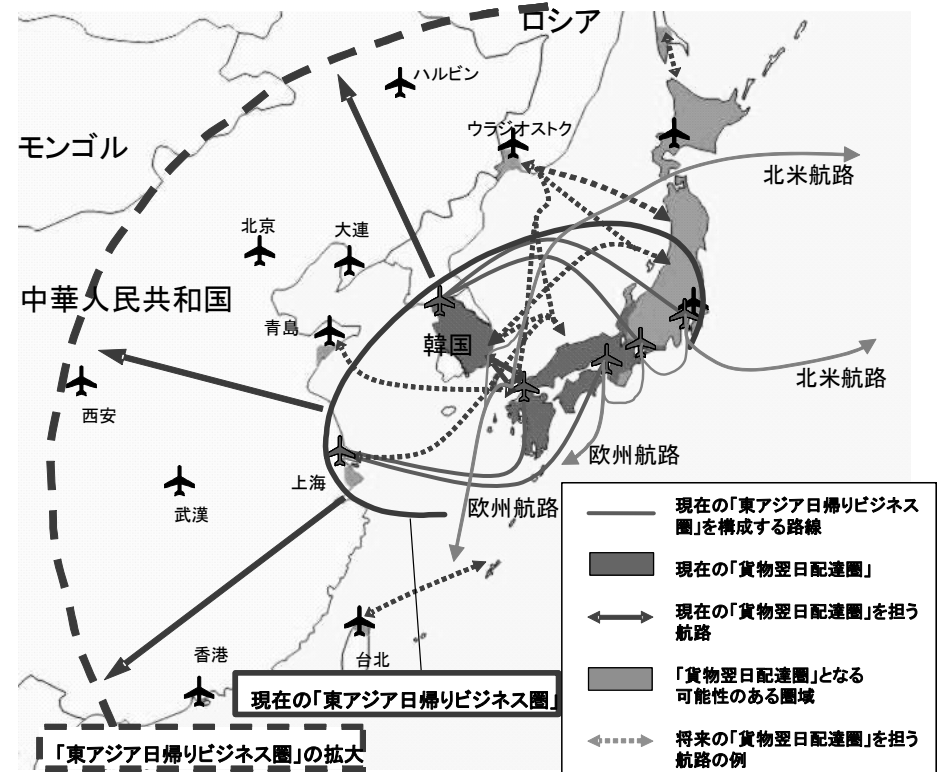 ロシア
ハルビン
ウラジオストク
モンゴル
北米航路
北京
大連
中華人民共和国
青島
韓国
北米航路
西安
欧州航路
上海
武漢
欧州航路
香港
台北
現在の「東アジア日帰りビジネス圏」
「東アジア日帰りビジネス圏」の拡大
現在の「東アジア日帰りビジネス
圏」を構成する路線
現在の「貨物翌日配達圏」
現在の「貨物翌日配達圏」を担う
航路
「貨物翌日配達圏」となる
可能性のある圏域
将来の「貨物翌日配達圏」を担う
航路の例